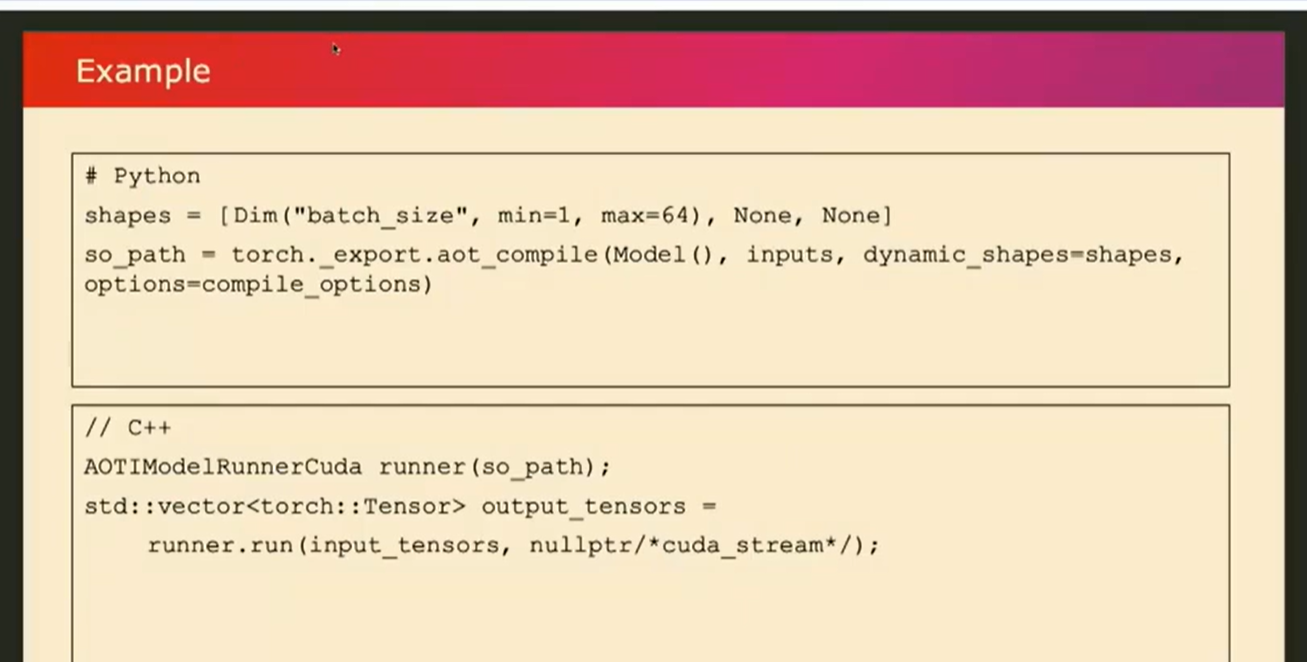 Example
# Python
shapes = [Dim("batch_size", min=1, max=64), None, None]
so_path = torch._export.aot_compile(Model(), inputs, dynamic_shapes=shapes,
options=compile_options)
// C++
AOTIModelRunnerCuda runner(so_path);
std::vector<torch::Tensor> output_tensors =
runner.run(input_tensors, nullptr/*cuda_stream*/);